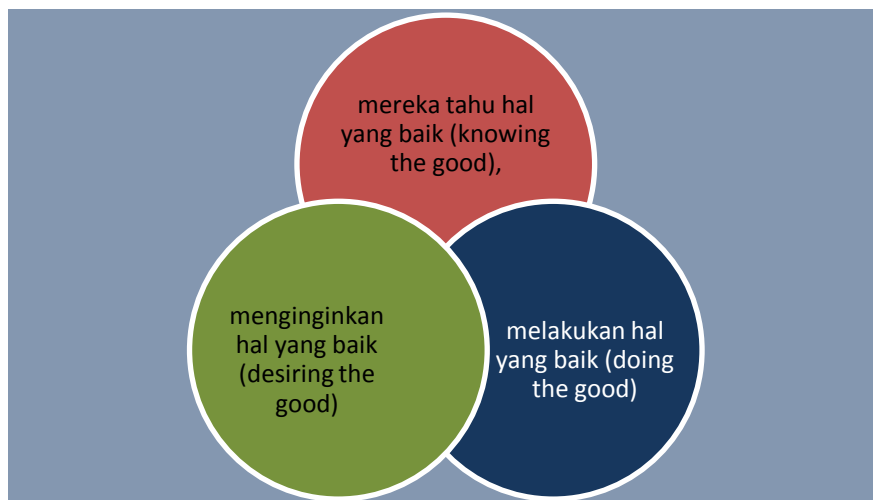 mereka tahu hal
yang baik (knowing
the good),
menginginkan
hal yang baik
(desiring the
good)
melakukan hal
yang baik (doing
the good)